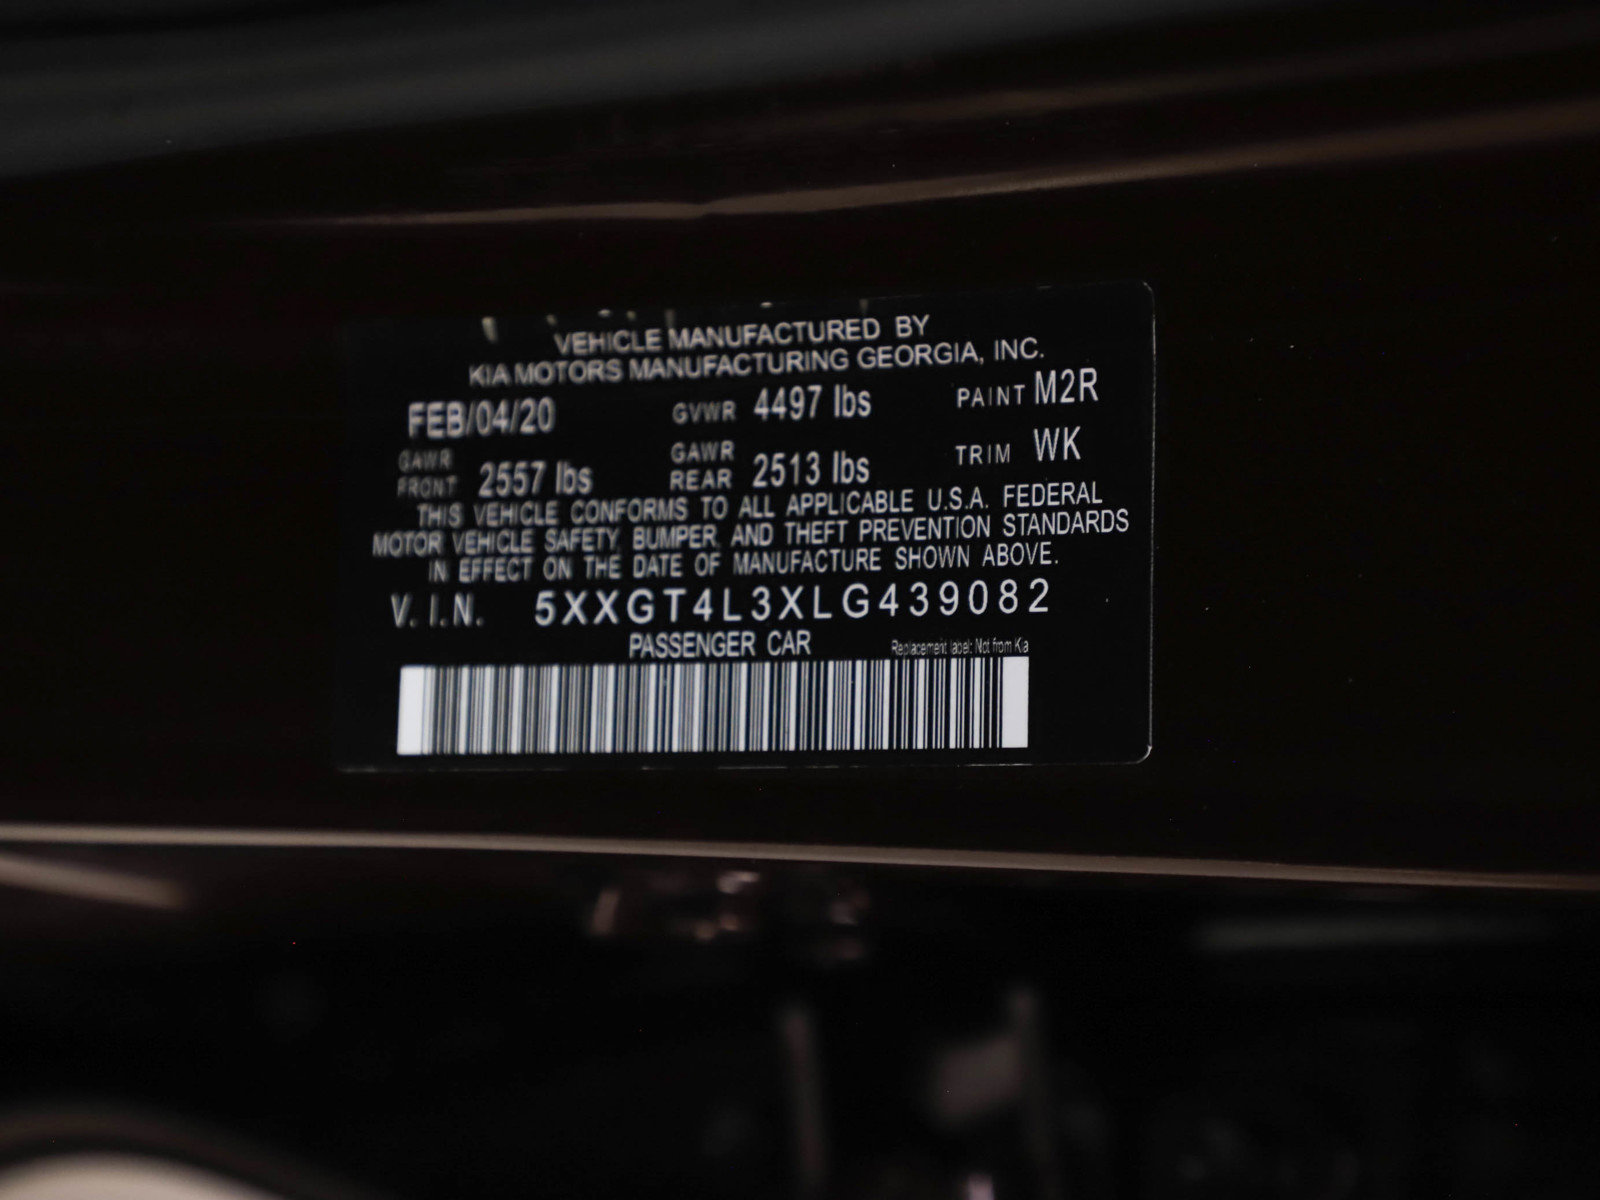 VEHICLE MANUFACTURED BY
KIA MOTORS MANUFACTURING GEORGIA, INC.
FEB/04/20 GVWR 4497 lbs PAINT M2R
GAWR FRONT 2557 lbs GAWR REAR 2513 lbs TRIM WK
THIS VEHICLE CONFORMS TO ALL APPLICABLE U.S.A. FEDERAL
MOTOR VEHICLE SAFETY, BUMPER, AND THEFT PREVENTION STANDARDS
IN EFFECT ON THE DATE OF MANUFACTURE SHOWN ABOVE.
V.I.N. 5XXGT4L3XLG439082
PASSENGER CAR Replacement label: Not from Kia